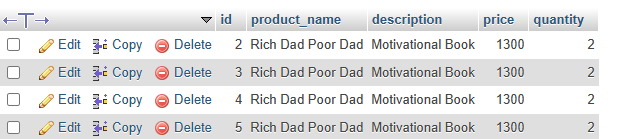 id product_name description price quantity
Edit Copy Delete 2 Rich Dad Poor Dad Motivational Book 1300 2
Edit Copy Delete 3 Rich Dad Poor Dad Motivational Book 1300 2
Edit Copy Delete 4 Rich Dad Poor Dad Motivational Book 1300 2
Edit Copy Delete 5 Rich Dad Poor Dad Motivational Book 1300 2